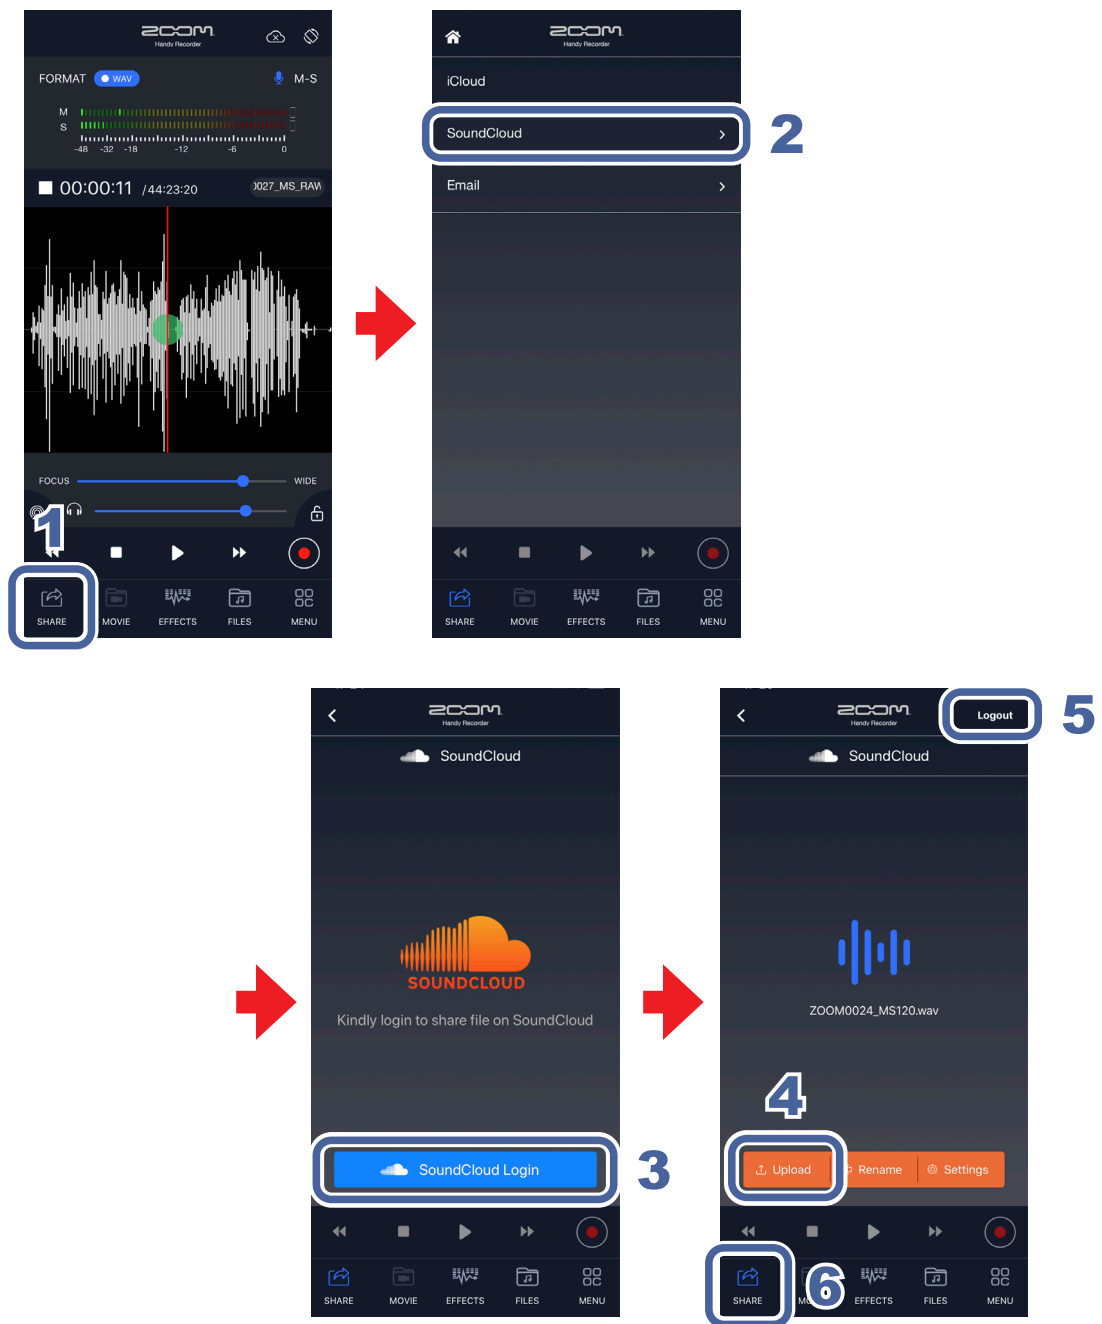 zoom
Handy Recorder
FORMAT WAV M-S
M
S
-48 -32 -18 -12 -6 0
00:00:11 /44:23:20 0027_MS_RAW
FOCUS WIDE
1
SHARE MOVIE EFFECTS FILES MENU
zoom
Handy Recorder
iCloud
SoundCloud
2
Email
SHARE MOVIE EFFECTS FILES MENU
zoom
Handy Recorder
SoundCloud
SOUNDCLOUD
Kindly login to share file on SoundCloud
SoundCloud Login
3
SHARE MOVIE EFFECTS FILES MENU
zoom
Handy Recorder
Logout
5
SoundCloud
ZOOM0024_MS120.wav
4
Upload Rename Settings
6
SHARE EFFECTS FILES MENU